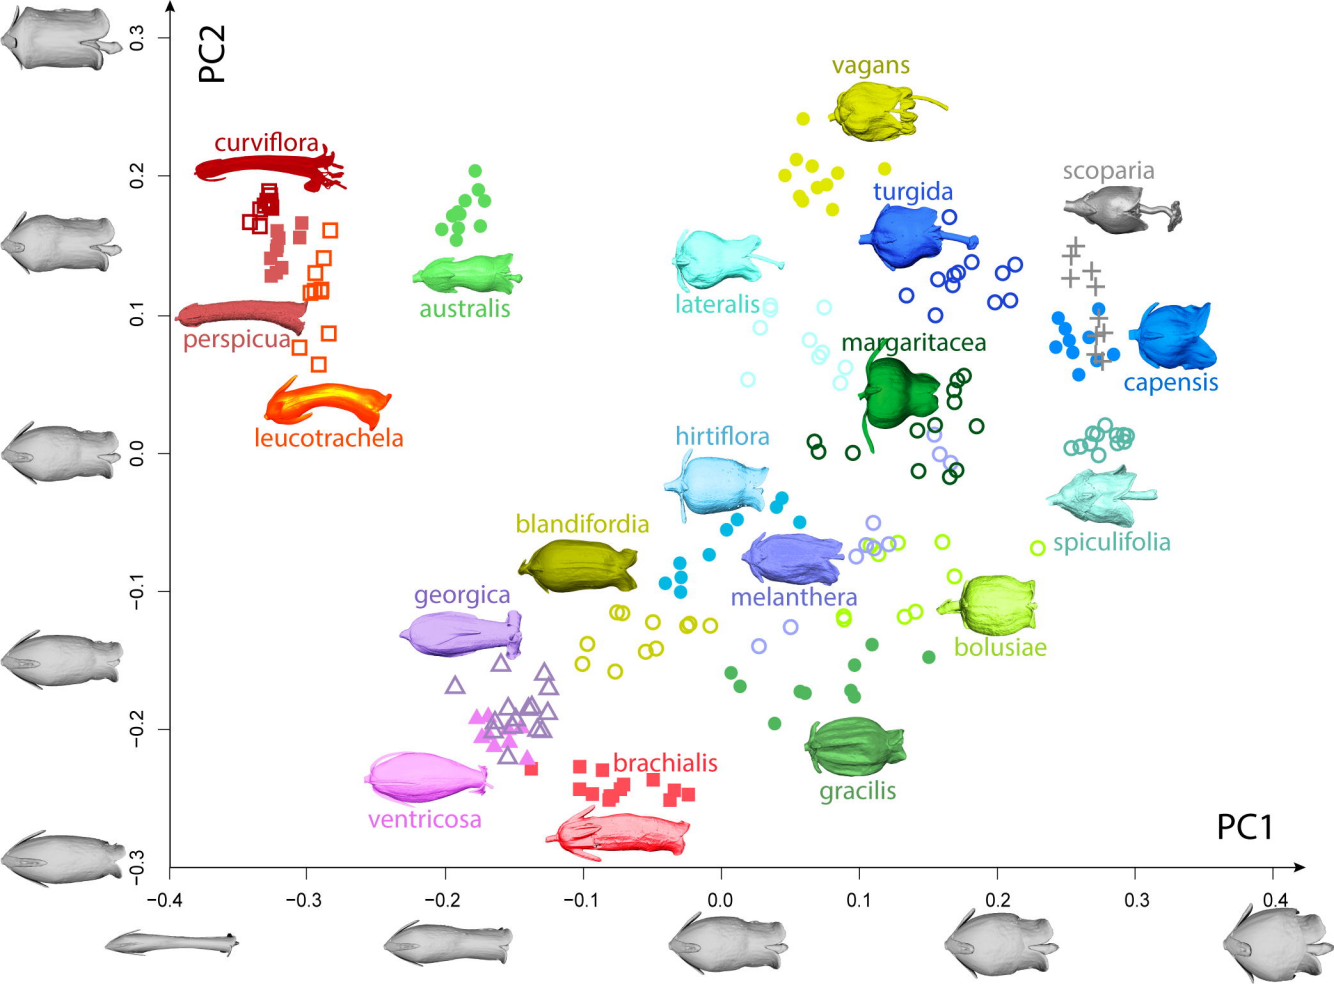 0.3
PC2
vagans
curviflora
0.2
scoparia
turgida
lateralis
australis
0.1
perspicua
margaritacea
capensis
leucotrachela
hirtiflora
0.0
blandifordia
spiculifolia
−0.1
georgica
melanthera
bolusiae
−0.2
brachialis
gracilis
ventricosa
PC1
−0.3
−0.4 −0.3 −0.2 −0.1 0.0 0.1 0.2 0.3 0.4